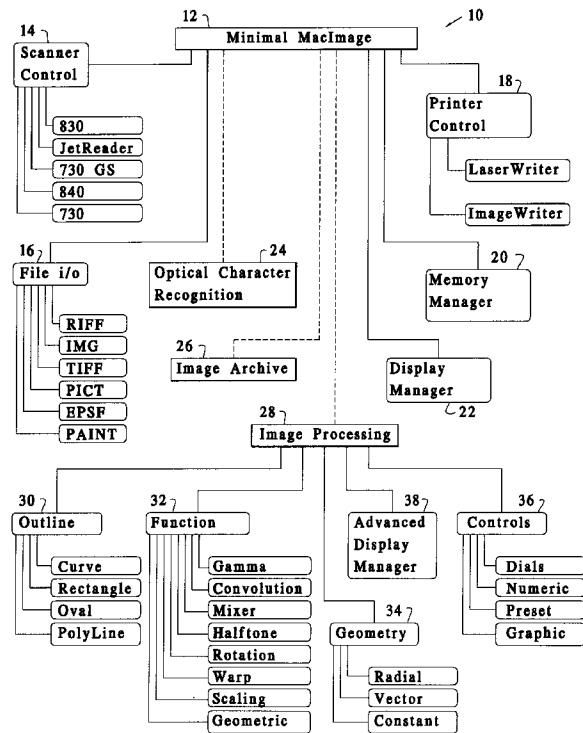 12
10
Minimal MacImage
14
Scanner
Control
830
JetReader
730 GS
840
730
18
Printer
Control
LaserWriter
ImageWriter
16
File i/o
RIFF
IMG
TIFF
PICT
EPSF
PAINT
24
Optical Character
Recognition
20
Memory
Manager
26
Image Archive
Display
Manager
22
28
Image Processing
30
Outline
Curve
Rectangle
Oval
PolyLine
32
Function
Gamma
Convolution
Mixer
Halftone
Rotation
Warp
Scaling
Geometric
38
Advanced
Display
Manager
34
Geometry
Radial
Vector
Constant
36
Controls
Dials
Numeric
Preset
Graphic